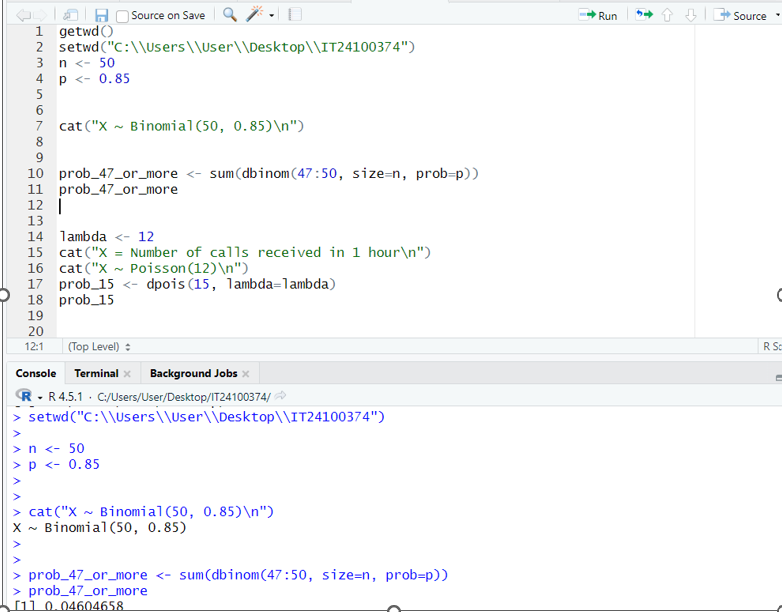 Source on Save
Run
Source
1 getwd()
2 setwd("C:\\Users\\User\\Desktop\\IT24100374")
3 n <- 50
4 p <- 0.85
5
6
7 cat("X ~ Binomial(50, 0.85)\n")
8
9
10 prob_47_or_more <- sum(dbinom(47:50, size=n, prob=p))
11 prob_47_or_more
12
13
14 lambda <- 12
15 cat("X = Number of calls received in 1 hour\n")
16 cat("X ~ Poisson(12)\n")
17 prob_15 <- dpois(15, lambda=lambda)
18 prob_15
19
20
12:1 (Top Level) R
Console Terminal Background Jobs
R 4.5.1 · C:/Users/User/Desktop/IT24100374/
> setwd("C:\\Users\\User\\Desktop\\IT24100374")
>
> n <- 50
> p <- 0.85
>
>
> cat("X ~ Binomial(50, 0.85)\n")
X ~ Binomial(50, 0.85)
>
>
> prob_47_or_more <- sum(dbinom(47:50, size=n, prob=p))
> prob_47_or_more
[1] 0.04604658